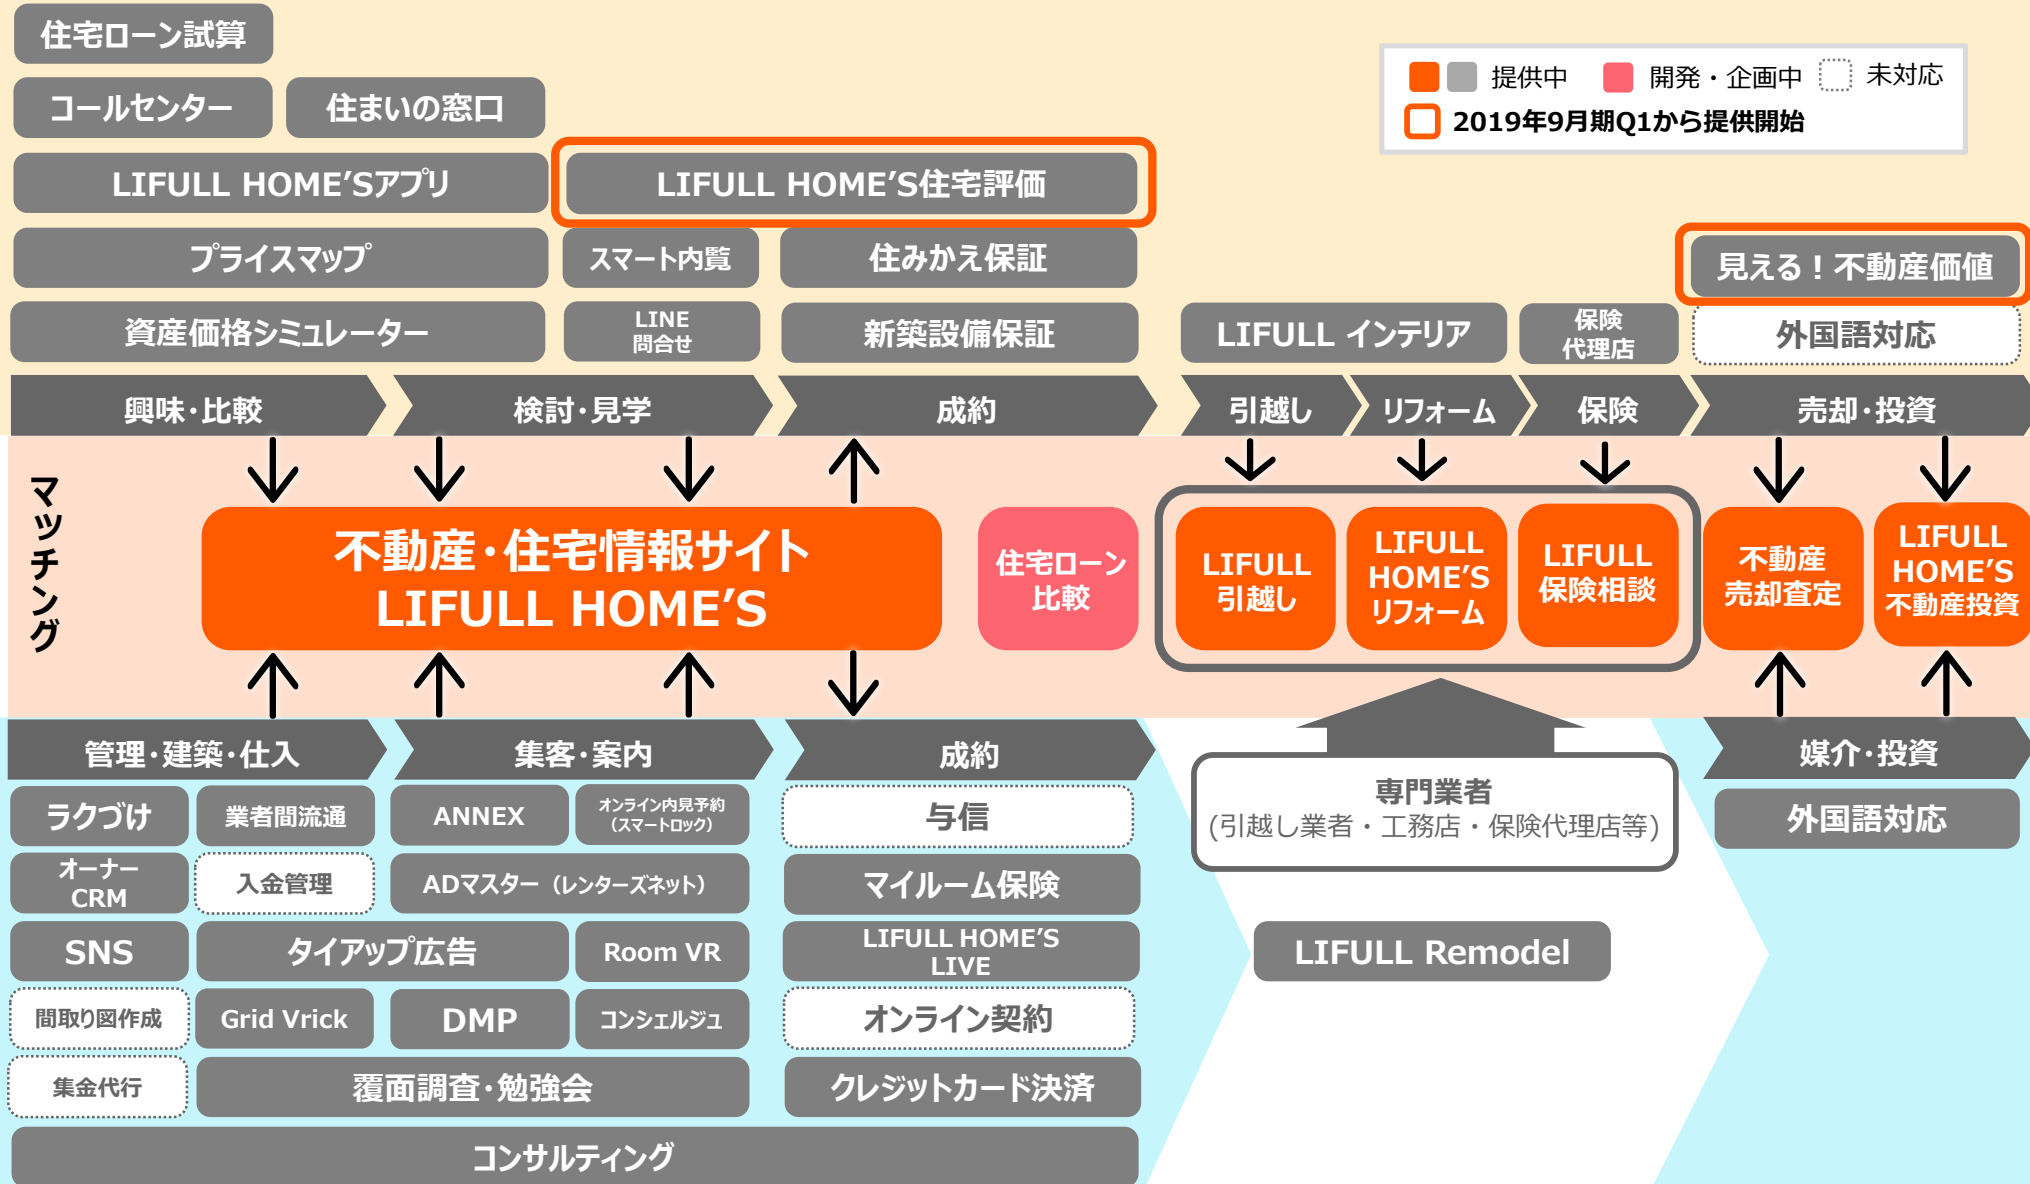 住宅ローン試算
コールセンター
住まいの窓口
LIFULL HOME'Sアプリ
LIFULL HOME'S住宅評価
プライスマップ
スマート内覧
住みかえ保証
資産価格シミュレーター
LINE
問合せ
新築設備保証
提供中
開発・企画中
未対応
2019年9月期Q1から提供開始
見える！不動産価値
LIFULL インテリア
保険
代理店
外国語対応
興味・比較
検討・見学
成約
引越し
リフォーム
保険
売却・投資
マッチング
不動産・住宅情報サイト
LIFULL HOME'S
住宅ローン
比較
LIFULL
引越し
LIFULL
HOME'S
リフォーム
LIFULL
保険相談
不動産
売却査定
LIFULL
HOME'S
不動産投資
管理・建築・仕入
集客・案内
成約
媒介・投資
専門業者
(引越し業者・工務店・保険代理店等)
ラクづけ
業者間流通
ANNEX
オンライン内見予約
（スマートロック）
与信
外国語対応
オーナー
CRM
入金管理
ADマスター（レンターズネット）
マイルーム保険
SNS
タイアップ広告
Room VR
LIFULL HOME'S
LIVE
LIFULL Remodel
間取り図作成
Grid Vrick
DMP
コンシェルジュ
オンライン契約
集金代行
覆面調査・勉強会
クレジットカード決済
コンサルティング